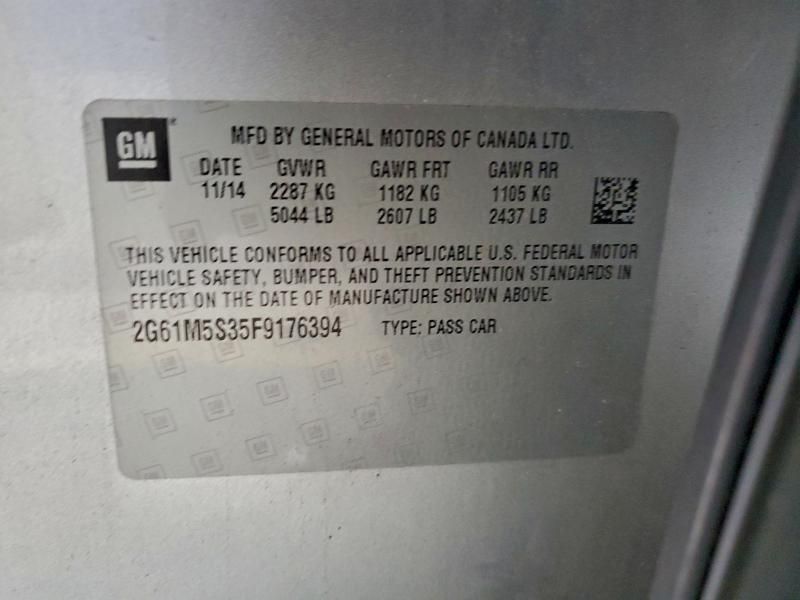 GM
MFD BY GENERAL MOTORS OF CANADA LTD.
DATE GVWR GAWR FRT GAWR RR
11/14 2287 KG 1182 KG 1105 KG
5044 LB 2607 LB 2437 LB
THIS VEHICLE CONFORMS TO ALL APPLICABLE U.S. FEDERAL MOTOR
VEHICLE SAFETY, BUMPER, AND THEFT PREVENTION STANDARDS IN
EFFECT ON THE DATE OF MANUFACTURE SHOWN ABOVE.
2G61M5S35F9176394 TYPE: PASS CAR